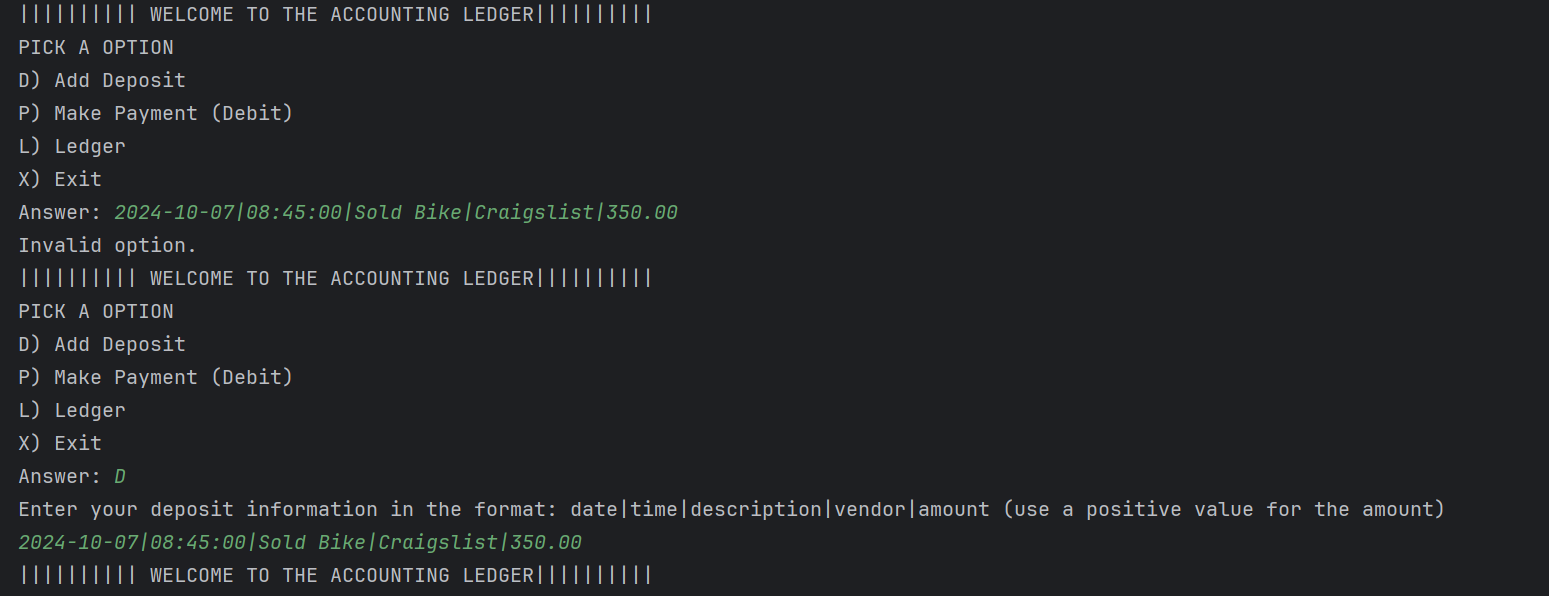 |||||||||| WELCOME TO THE ACCOUNTING LEDGER||||||||||
PICK A OPTION
D) Add Deposit
P) Make Payment (Debit)
L) Ledger
X) Exit
Answer: 2024-10-07|08:45:00|Sold Bike|Craigslist|350.00
Invalid option.
|||||||||| WELCOME TO THE ACCOUNTING LEDGER||||||||||
PICK A OPTION
D) Add Deposit
P) Make Payment (Debit)
L) Ledger
X) Exit
Answer: D
Enter your deposit information in the format: date|time|description|vendor|amount (use a positive value for the amount)
2024-10-07|08:45:00|Sold Bike|Craigslist|350.00
|||||||||| WELCOME TO THE ACCOUNTING LEDGER||||||||||